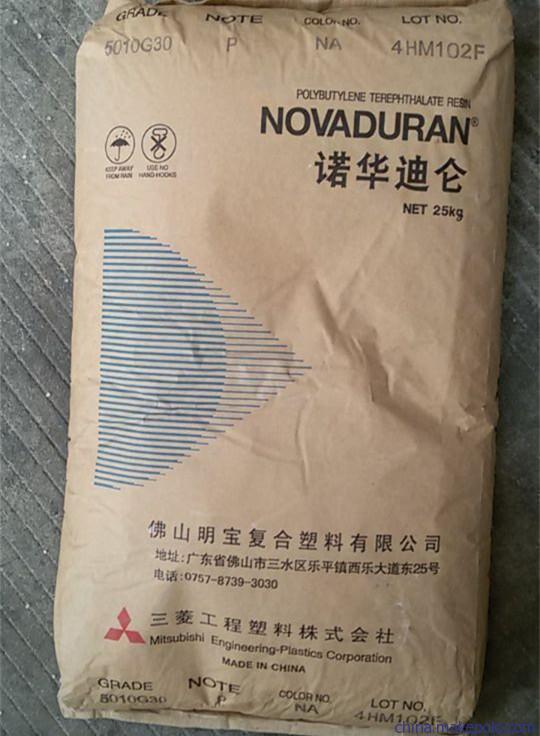 GRADE NOTE COLOR NO. LOT NO.
5010G30 P NA 4HM102F
POLYBUTYLENE TEREPHTHALATE RESIN
NOVADURAN®
诺华迪仑
NET 25kg
KEEP AWAY FROM RAIN
USE NO HAND HOOKS
佛山明宝复合塑料有限公司
地址:广东省佛山市三水区乐平镇西乐大道东25号
电话:0757-8739-3030
三菱工程塑料株式会社
Mitsubishi Engineering-Plastics Corporation
MADE IN CHINA
GRADE NOTE COLOR NO. LOT NO.
5010G30 P NA 4HM102F
china.makepolo.com